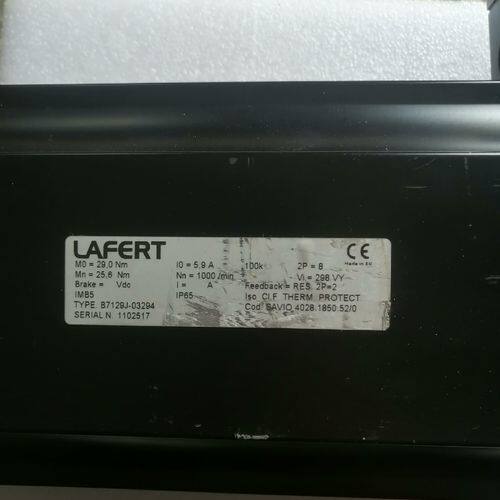 LAFERT
CE
Made in EU
M0 = 29,0 Nm I0 = 5,9 A 100k 2P = 8
Mn = 25,6 Nm Nn = 1000 /min Vi = 298 VY
Brake = Vdc I = A Feedback = RES. 2P=2
IMB5 IP65 Iso Cl.F THERM. PROTECT
TYPE: B7129J-03294 Cod. SAVIO 4028.1850.52/0
SERIAL N. 1102517